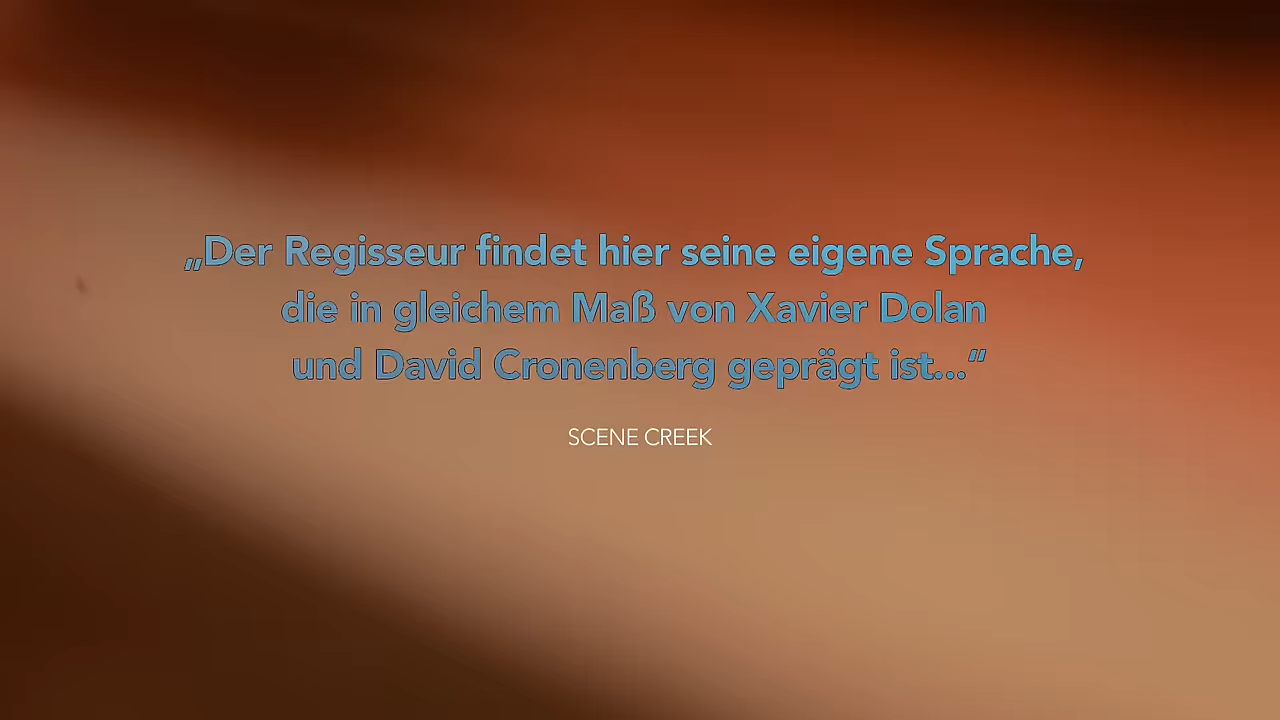 „Der Regisseur findet hier seine eigene Sprache,
die in gleichem Maß von Xavier Dolan
und David Cronenberg geprägt ist...“
SCENE CREEK